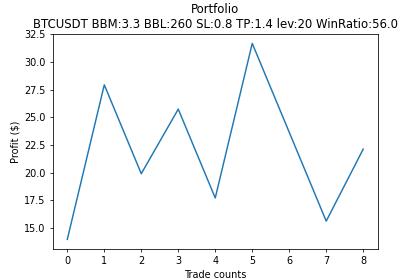 Portfolio
BTCUSDT BBM:3.3 BBL:260 SL:0.8 TP:1.4 lev:20 WinRatio:56.0
32.5
30.0
27.5
25.0
22.5
20.0
17.5
15.0
Profit ($)
0 1 2 3 4 5 6 7 8
Trade counts